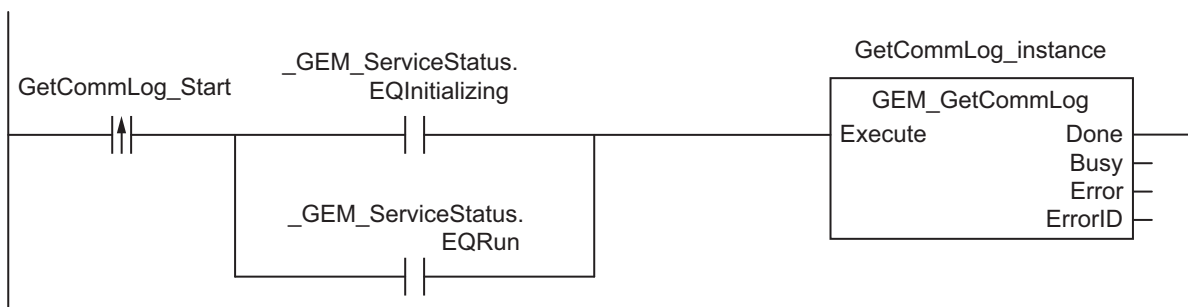 GetCommLog_Start
_GEM_ServiceStatus.
EQInitializing
_GEM_ServiceStatus.
EQRun
GetCommLog_instance
GEM_GetCommLog
Execute Done
Busy
Error
ErrorID